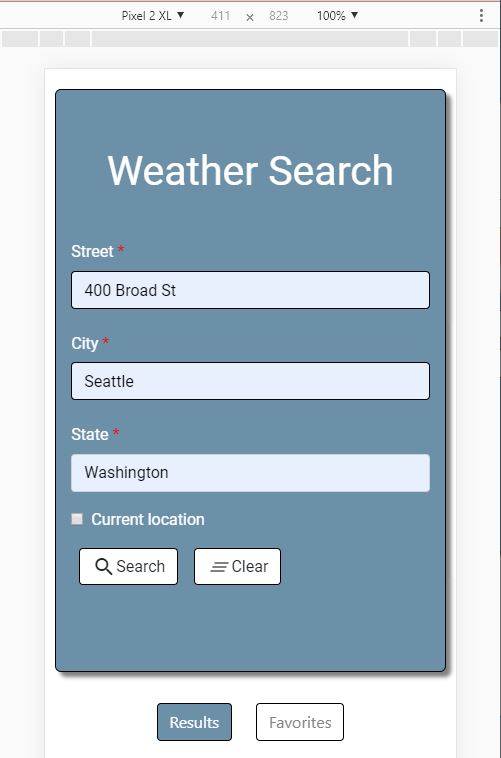 Pixel 2 XL ▼ 411 × 823 100% ▼
Weather Search
Street *
400 Broad St
City *
Seattle
State *
Washington
Current location
Search Clear
Results Favorites